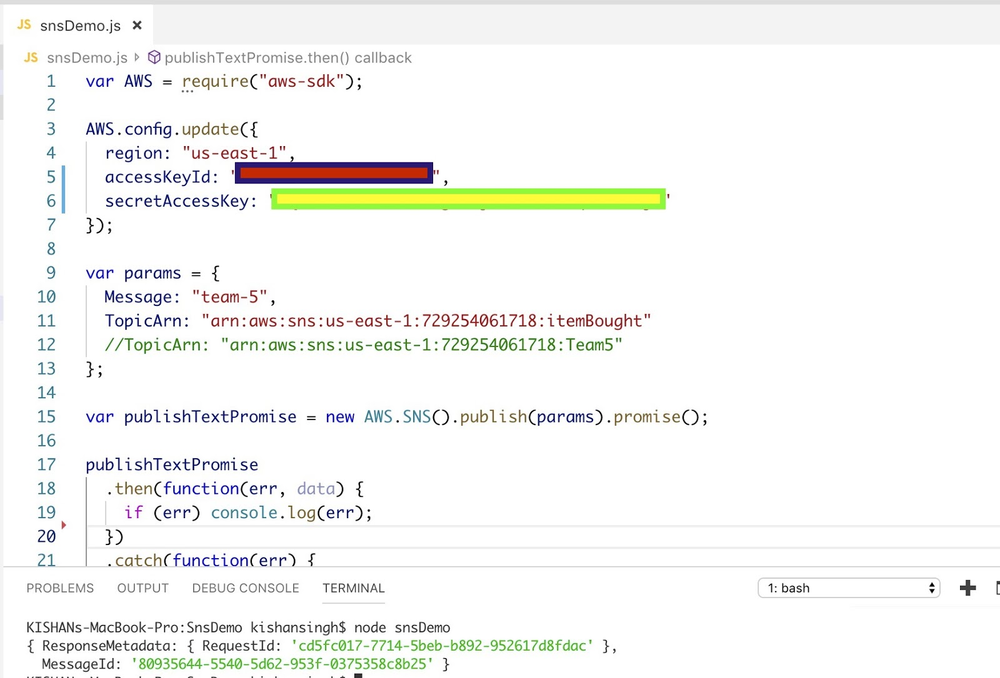 JS snsDemo.js ×
JS snsDemo.js publishTextPromise.then() callback
1 var AWS = require("aws-sdk");
2
3 AWS.config.update({
4 region: "us-east-1",
5 accessKeyId: '",
6 secretAccessKey: ''
7 });
8
9 var params = {
10 Message: "team-5",
11 TopicArn: "arn:aws:sns:us-east-1:729254061718:itemBought"
12 //TopicArn: "arn:aws:sns:us-east-1:729254061718:Team5"
13 };
14
15 var publishTextPromise = new AWS.SNS().publish(params).promise();
16
17 publishTextPromise
18 .then(function(err, data) {
19 if (err) console.log(err);
20 })
21 .catch(function(err) {
PROBLEMS OUTPUT DEBUG CONSOLE TERMINAL 1: bash
KISHANs-MacBook-Pro:SnsDemo kishansingh$ node snsDemo
{ ResponseMetadata: { RequestId: 'cd5fc017-7714-5beb-b892-952617d8fdac' },
MessageId: '80935644-5540-5d62-953f-0375358c8b25' }